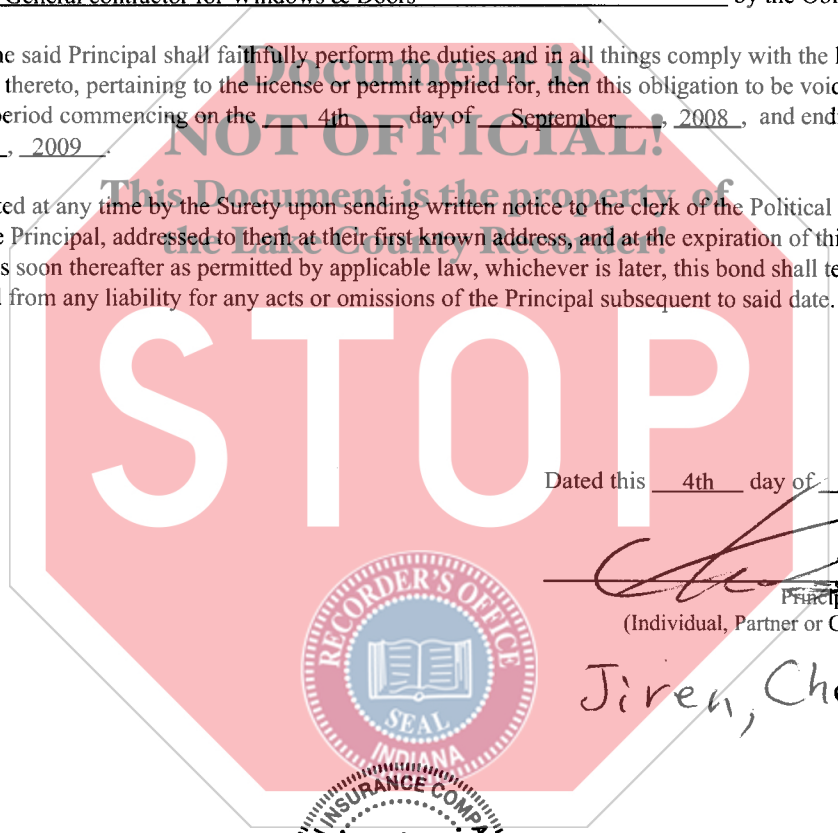 General contractor for Windows & Doors by the Ob
e said Principal shall faithfully perform the duties and in all things comply with the
Document is
thereto, pertaining to the license or permit applied for, then this obligation to be voi
eriod commencing on the 4th day of September, 2008, and end
NOT OFFICIAL!
, 2009.
This Document is the property of
ed at any time by the Surety upon sending written notice to the clerk of the Political
e Principal, addressed to them at their first known address, and at the expiration of thi
the Lake County Recorder!
s soon thereafter as permitted by applicable law, whichever is later, this bond shall te
from any liability for any acts or omissions of the Principal subsequent to said date.
STOP
Dated this 4th day of
Princip
(Individual, Partner or
Jiren, Che
RECORDER'S OFFICE
SEAL
INDIANA
INSURANCE COMPA